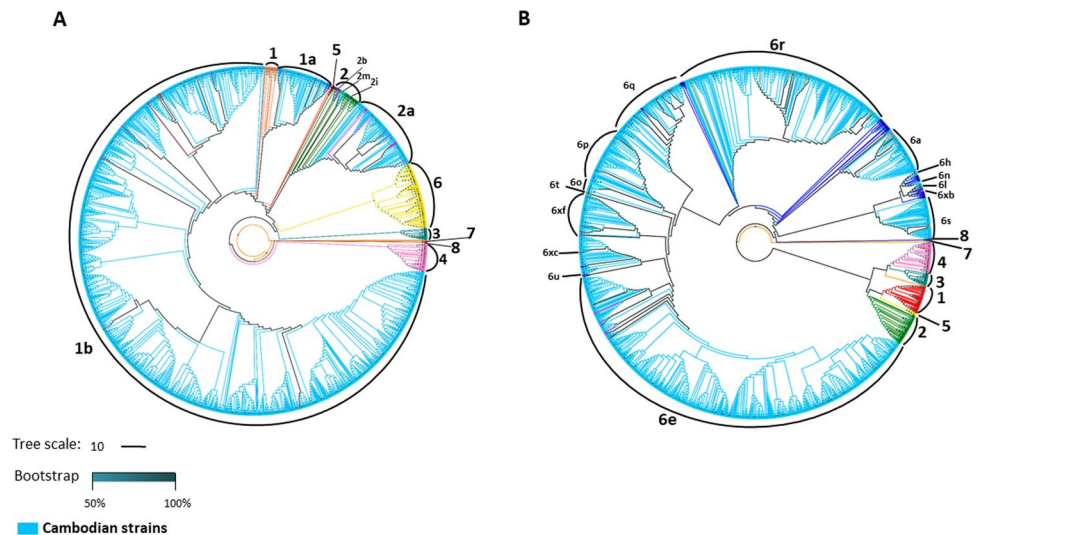 A
1
1a
5
2
2b
2m
2i
2a
6
3
7
8
4
1b
Tree scale: 10
Bootstrap
50% 100%
Cambodian strains
B
6r
6q
6p
6o
6t
6xf
6xc
6u
6e
6a
6h
6n
6l
6xb
6s
8
7
4
3
1
5
2